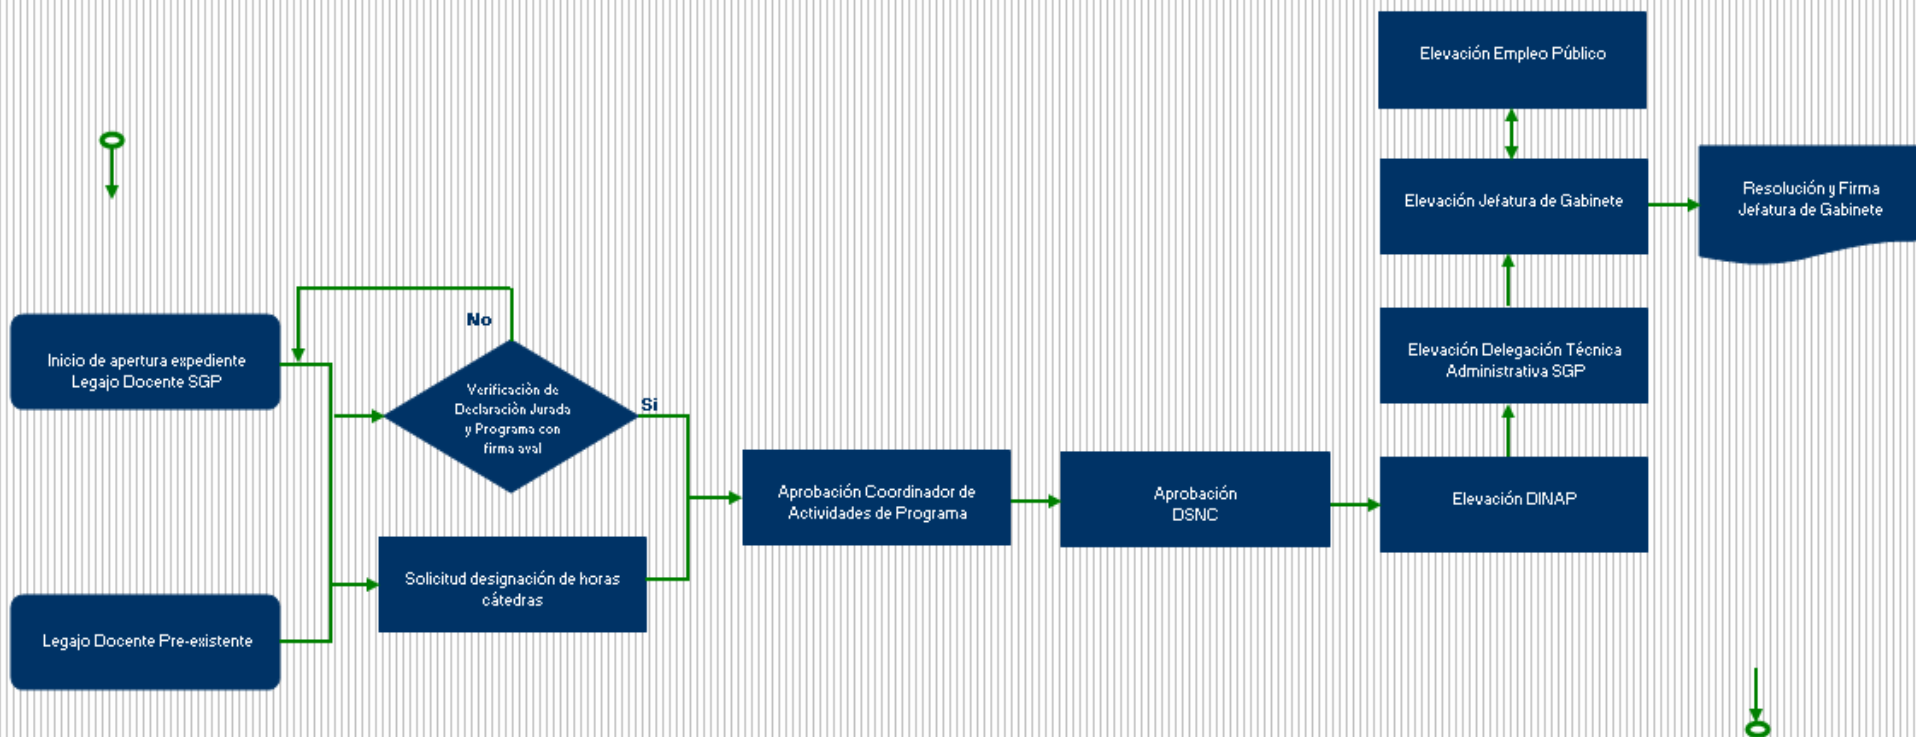 Elevación Empleo Público
Elevación Jefatura de Gabinete
Resolución y Firma
Jefatura de Gabinete
No
Inicio de apertura expediente
Legajo Docente SGP
Verificación de
Declaración Jurada
y Programa con
firma aval
Si
Elevación Delegación Técnica
Administrativa SGP
Aprobación Coordinador de
Actividades de Programa
Aprobación
DSNC
Elevación DINAP
Solicitud designación de horas
cátedras
Legajo Docente Pre-existente